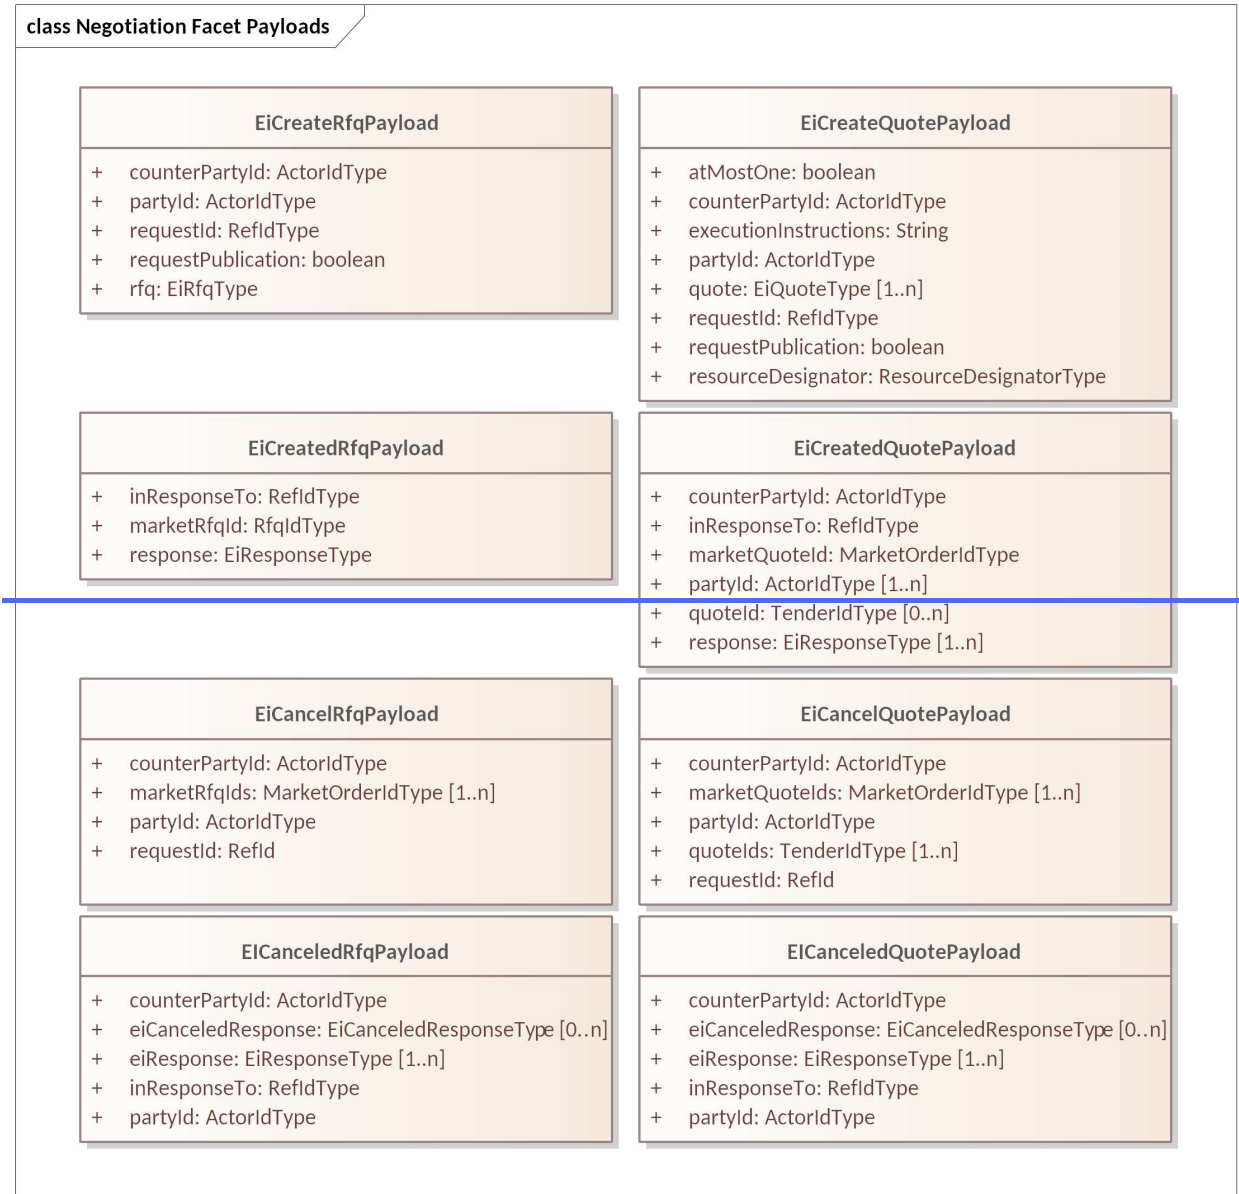 class Negotiation Facet Payloads
EiCreateRfqPayload
+ counterPartyId: ActorIdType
+ partyId: ActorIdType
+ requestId: RefIdType
+ requestPublication: boolean
+ rfq: EiRfqType
EiCreateQuotePayload
+ atMostOne: boolean
+ counterPartyId: ActorIdType
+ executionInstructions: String
+ partyId: ActorIdType
+ quote: EiQuoteType [1..n]
+ requestId: RefIdType
+ requestPublication: boolean
+ resourceDesignator: ResourceDesignatorType
EiCreatedRfqPayload
+ inResponseTo: RefIdType
+ marketRfqId: RfqIdType
+ response: EiResponseType
EiCreatedQuotePayload
+ counterPartyId: ActorIdType
+ inResponseTo: RefIdType
+ marketQuoteId: MarketOrderIdType
+ partyId: ActorIdType [1..n]
+ quoteId: TenderIdType [0..n]
+ response: EiResponseType [1..n]
EiCancelRfqPayload
+ counterPartyId: ActorIdType
+ marketRfqIds: MarketOrderIdType [1..n]
+ partyId: ActorIdType
+ requestId: RefId
EiCancelQuotePayload
+ counterPartyId: ActorIdType
+ marketQuoteIds: MarketOrderIdType [1..n]
+ partyId: ActorIdType
+ quoteIds: TenderIdType [1..n]
+ requestId: RefId
EICanceledRfqPayload
+ counterPartyId: ActorIdType
+ eiCanceledResponse: EiCanceledResponseType [0..n]
+ eiResponse: EiResponseType [1..n]
+ inResponseTo: RefIdType
+ partyId: ActorIdType
EICanceledQuotePayload
+ counterPartyId: ActorIdType
+ eiCanceledResponse: EiCanceledResponseType [0..n]
+ eiResponse: EiResponseType [1..n]
+ inResponseTo: RefIdType
+ partyId: ActorIdType